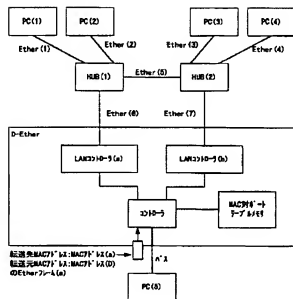 PC(1)
PC(2)
PC(3)
PC(4)
Ether(1)
Ether(2)
Ether(3)
Ether(4)
HUB(1)
Ether(5)
HUB(2)
Ether(6)
Ether(7)
D-Ether
LANコントローラ(a)
LANコントローラ(b)
コントローラ
MAC対ポート
テーブルメモリ
転送先MACアドレス:MACアドレス(a)
転送元MACアドレス:MACアドレス(D)
のEtherフレーム(a)
バス
PC(5)